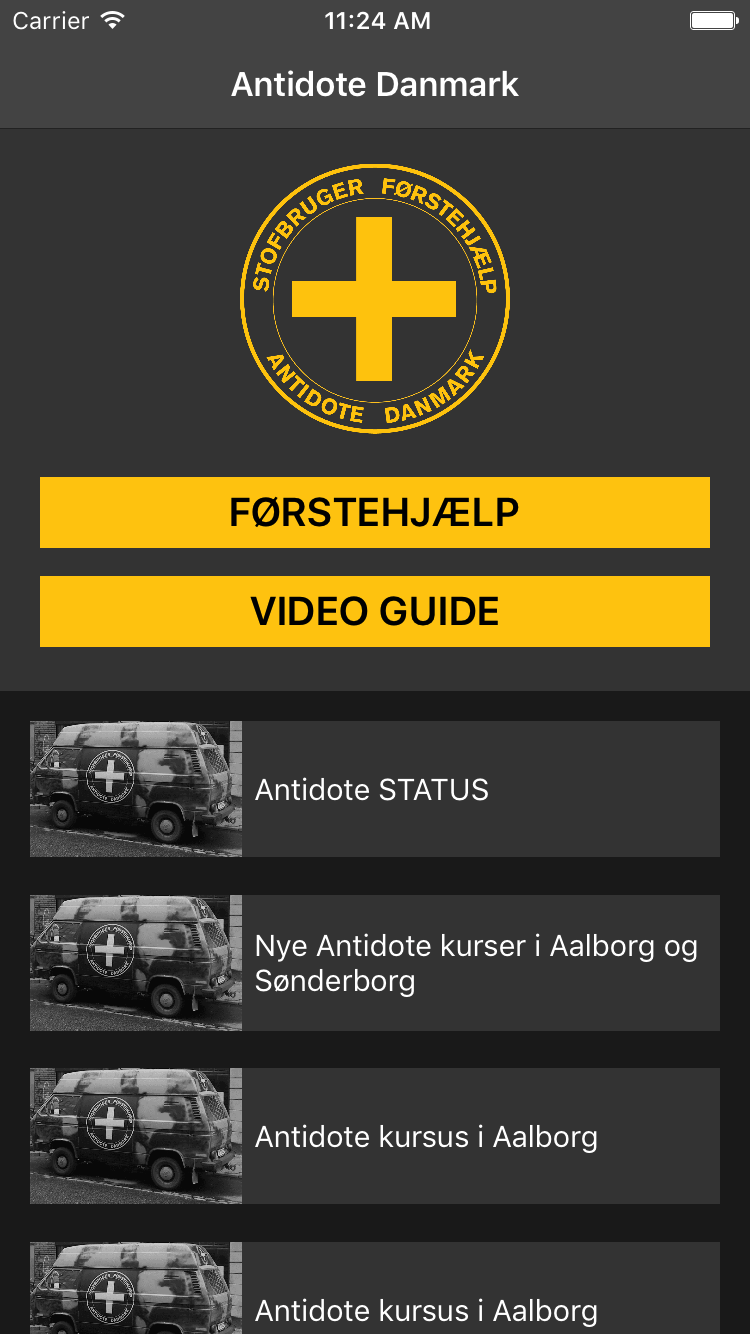 Carrier 11:24 AM
Antidote Danmark
STOFBRUGER FØRSTEHJÆLP
ANTIDOTE DANMARK
FØRSTEHJÆLP
VIDEO GUIDE
Antidote STATUS
Nye Antidote kurser i Aalborg og
Sønderborg
Antidote kursus i Aalborg
Antidote kursus i Aalborg